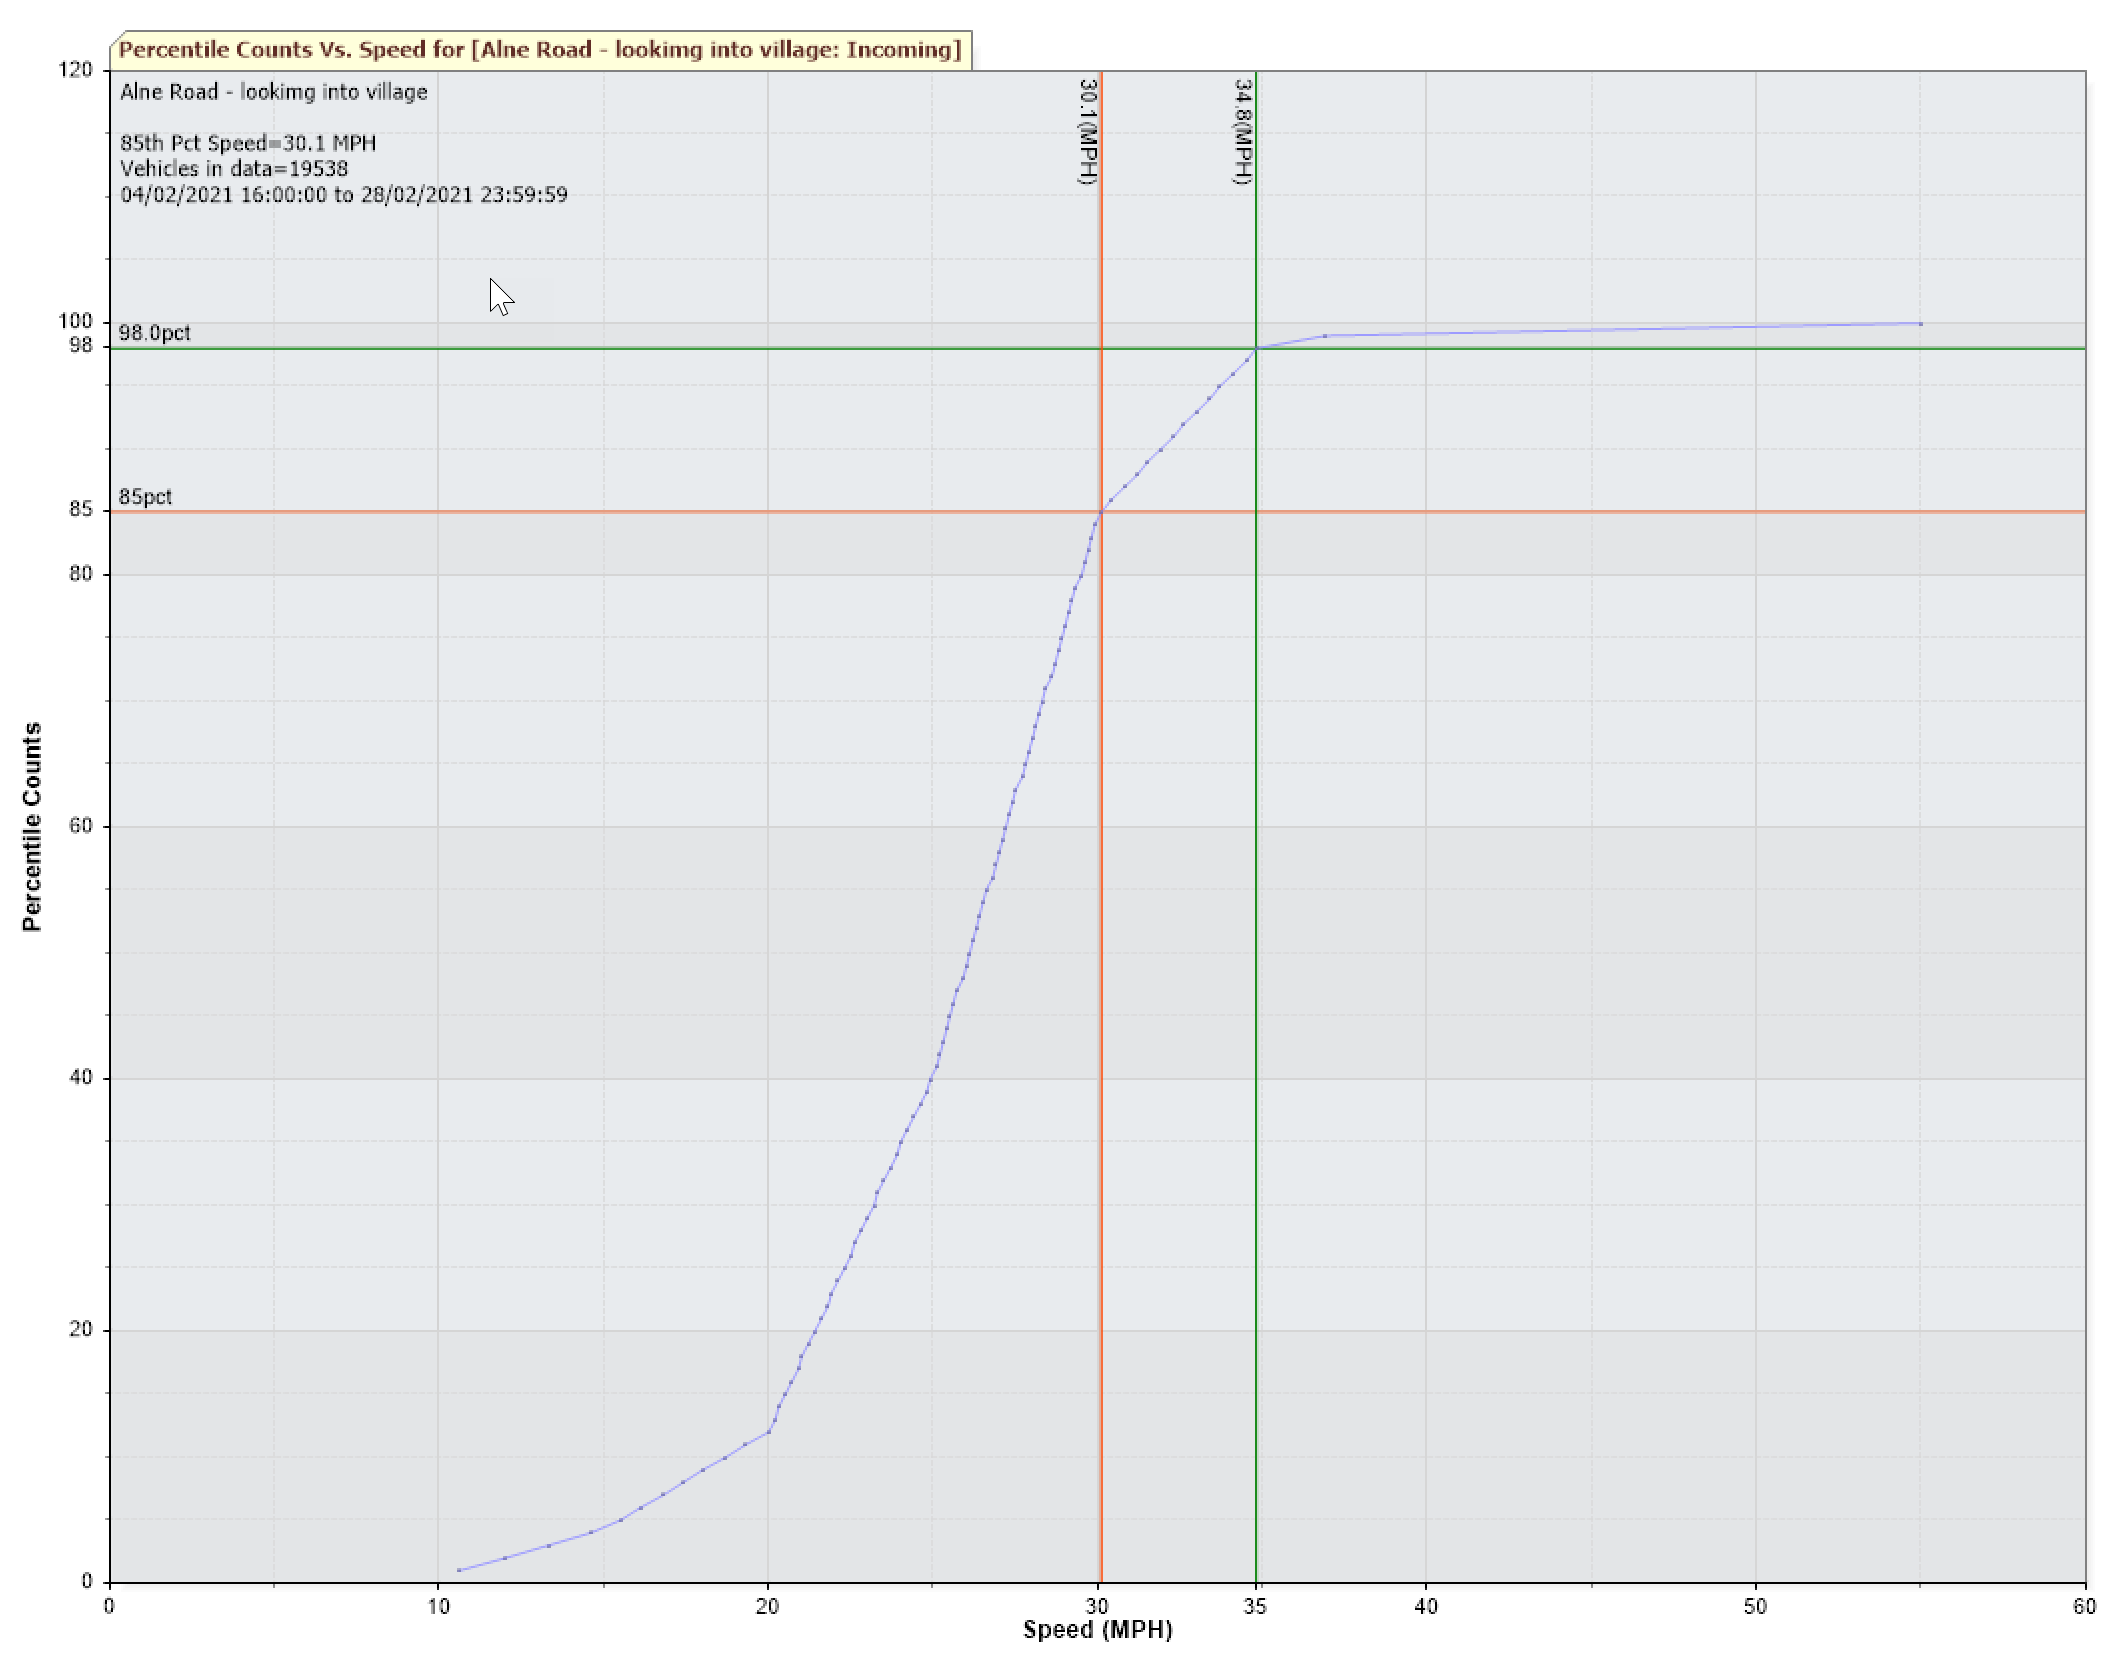 Percentile Counts Vs. Speed for [Alne Road - lookimg into village: Incoming]
120
Alne Road - lookimg into village
30.1(MPH)
34.8(MPH)
85th Pct Speed=30.1 MPH
Vehicles in data=19538
04/02/2021 16:00:00 to 28/02/2021 23:59:59
100
98.0pct
98
85pct
85
80
Percentile Counts
60
40
20
0
0 10 20 30 35 40 50 60
Speed (MPH)